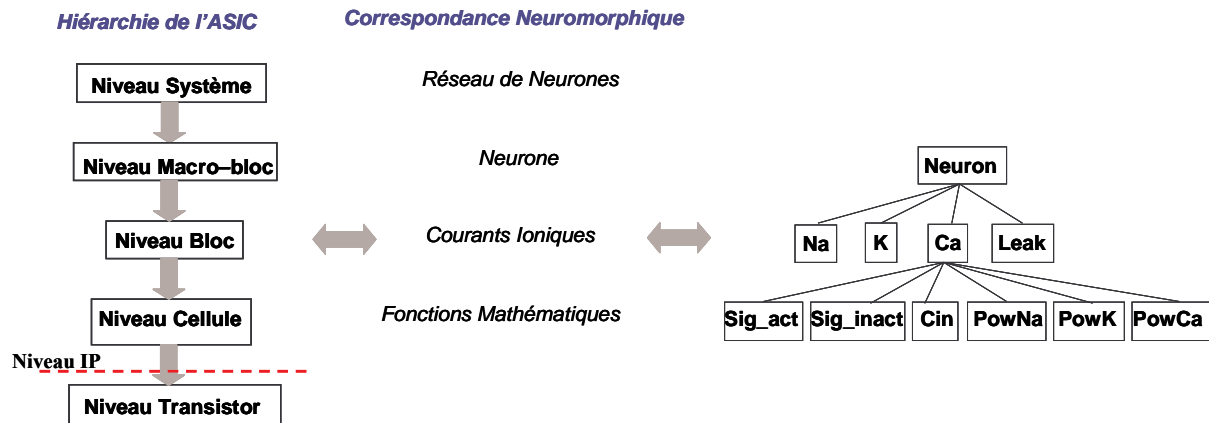 Hiérarchie de l'ASIC
Correspondance Neuromorphique
Niveau Système
Réseau de Neurones
Niveau Macro–bloc
Neurone
Neuron
Niveau Bloc
Courants Ioniques
Na
K
Ca
Leak
Niveau Cellule
Fonctions Mathématiques
Sig_act
Sig_inact
Cin
PowNa
PowK
PowCa
Niveau IP
Niveau Transistor